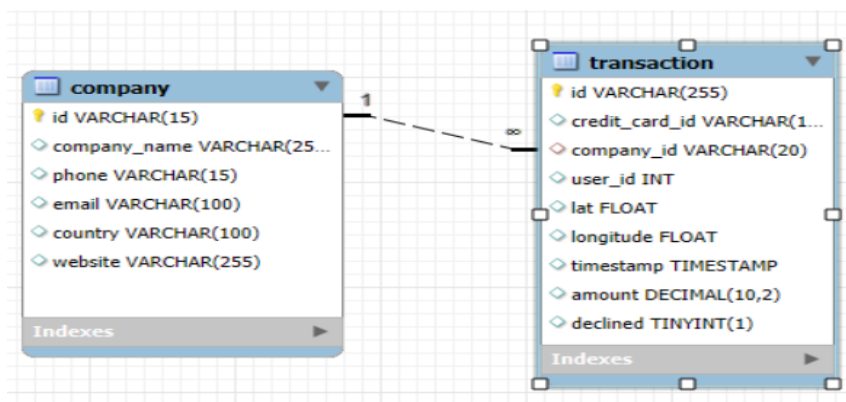 company
id VARCHAR(15)
company_name VARCHAR(25...
phone VARCHAR(15)
email VARCHAR(100)
country VARCHAR(100)
website VARCHAR(255)
Indexes
1
∞
transaction
id VARCHAR(255)
credit_card_id VARCHAR(1...
company_id VARCHAR(20)
user_id INT
lat FLOAT
longitude FLOAT
timestamp TIMESTAMP
amount DECIMAL(10,2)
declined TINYINT(1)
Indexes